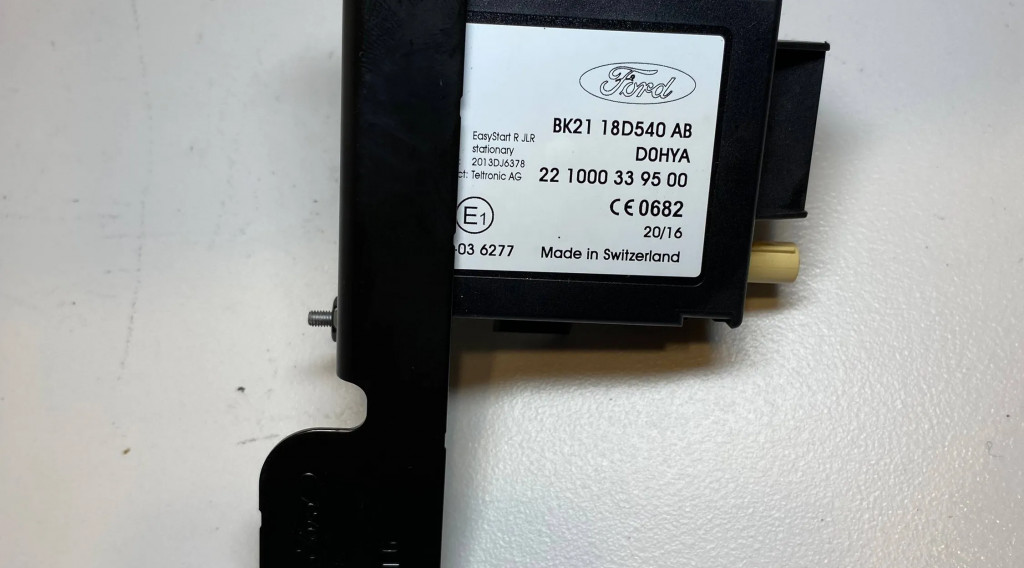 Ford
BK21 18D540 AB
EasyStart R JLR
stationary
D0HYA
2013DJ6378
ct: Teltronic AG
22 1000 33 95 00
E1
CE 0682
20/16
-03 6277
Made in Switzerland